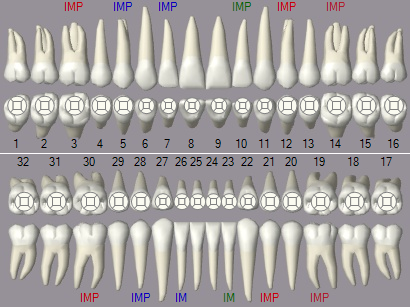 IMP IMP IMP IMP IMP IMP
1 2 3 4 5 6 7 8 9 10 11 12 13 14 15 16
32 31 30 29 28 27 26 25 24 23 22 21 20 19 18 17
IMP IMP IM IM IMP IMP